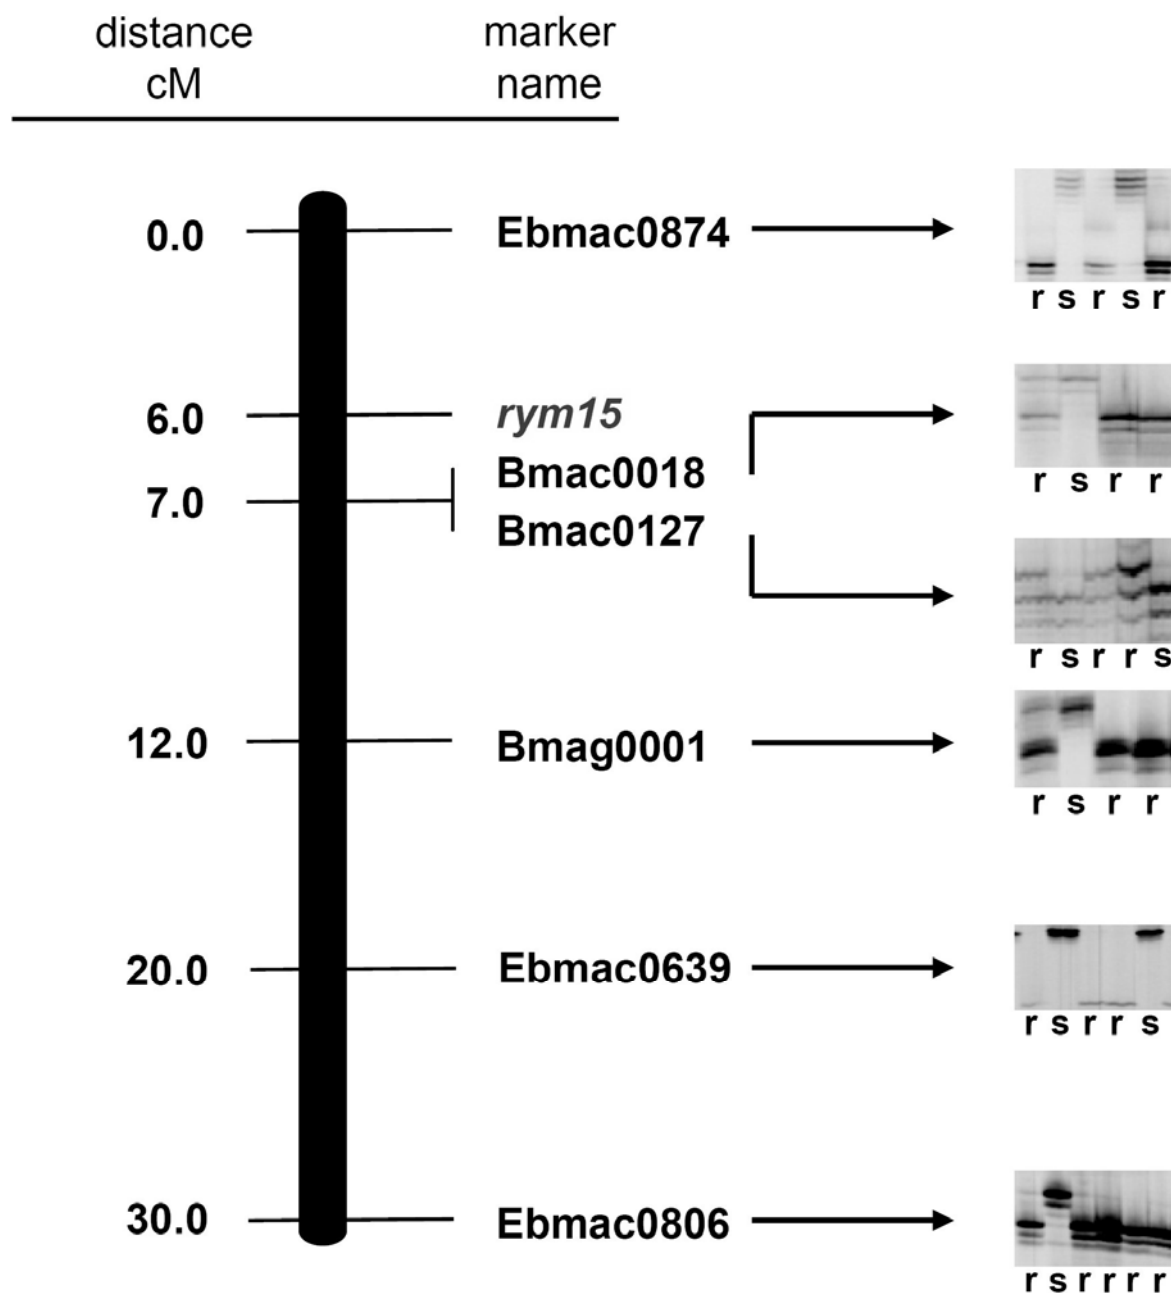 distance marker
cM name
0.0 Ebmac0874
r s r s r
6.0 rym15
Bmac0018
r s r r
7.0
Bmac0127
r s r r s
12.0 Bmag0001
r s r r
20.0 Ebmac0639
r s r r s
30.0 Ebmac0806
r s r r r r